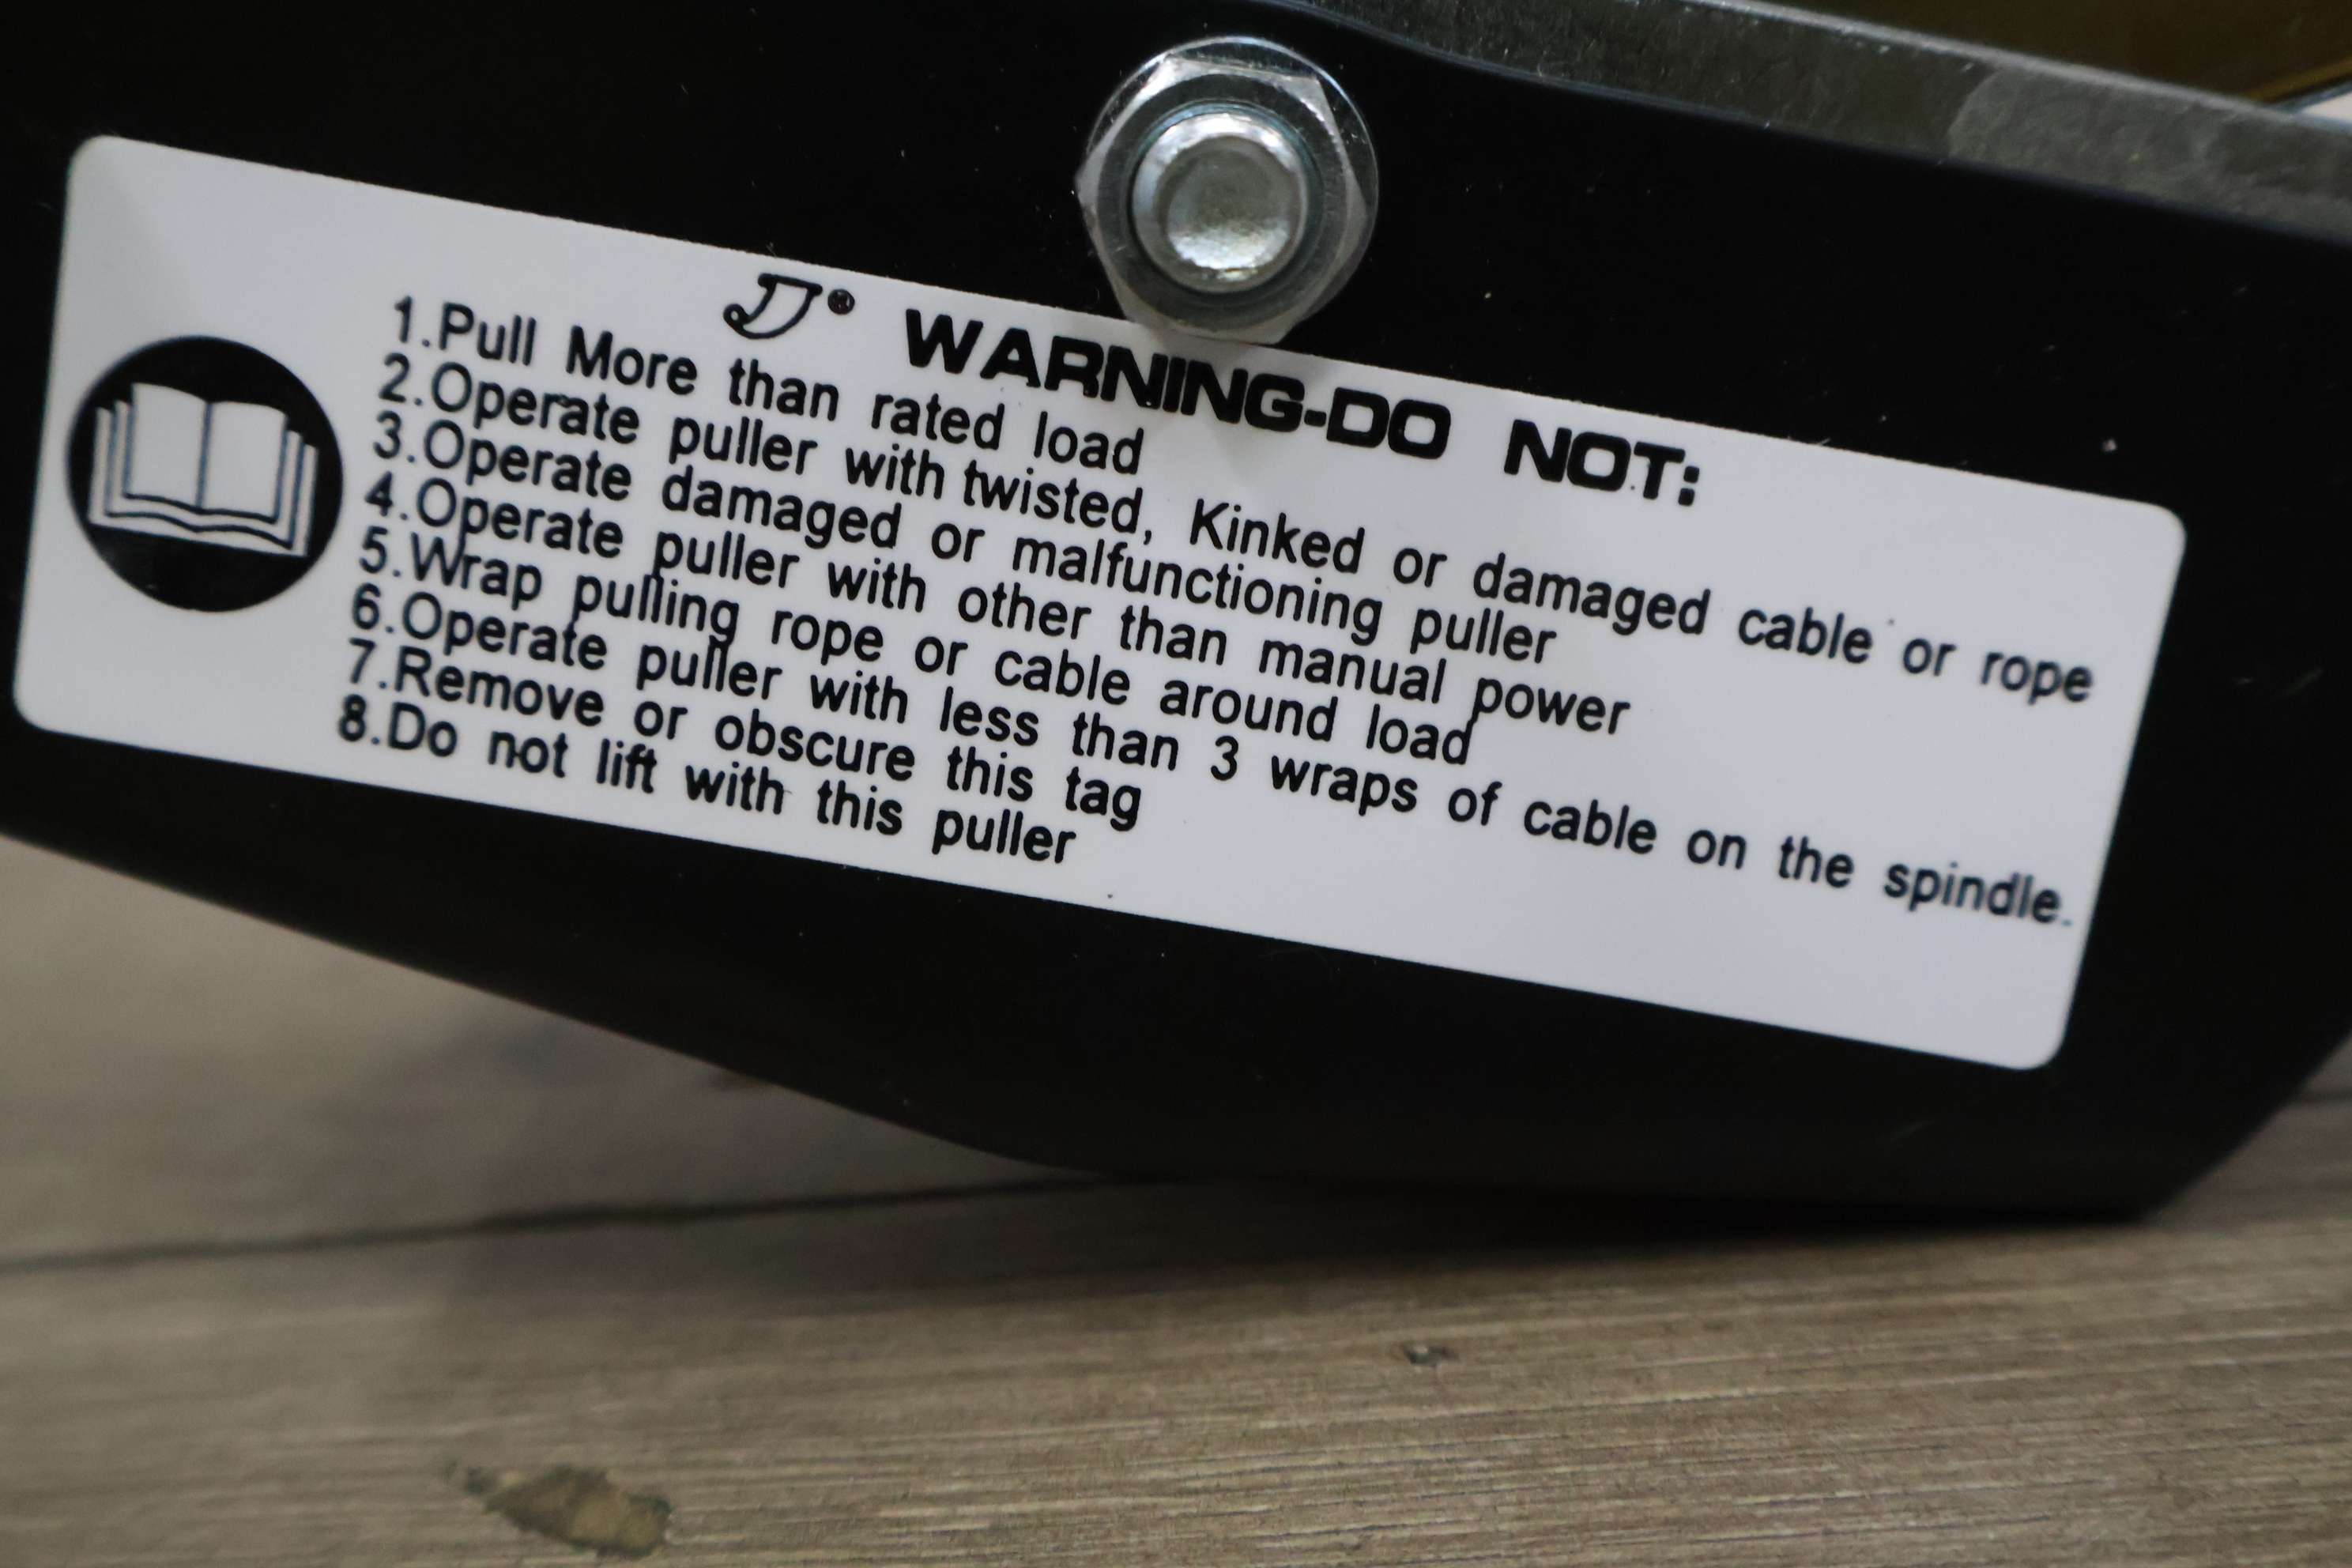 WARNING-DO NOT:
1.Pull More than rated load
2.Operate puller with twisted, Kinked or damaged cable or rope
3.Operate damaged or malfunctioning puller
4.Operate puller with other than manual power
5.Wrap pulling rope or cable around load
6.Operate puller with less than 3 wraps of cable on the spindle.
7.Remove or obscure this tag
8.Do not lift with this puller